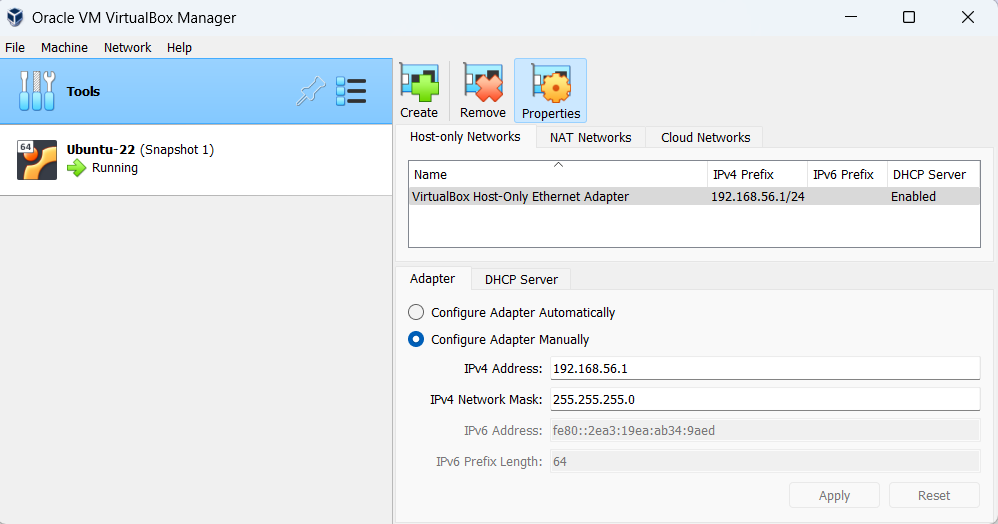 Oracle VM VirtualBox Manager
File Machine Network Help
Tools
64
Ubuntu-22 (Snapshot 1)
Running
Create Remove Properties
Host-only Networks NAT Networks Cloud Networks
Name IPv4 Prefix IPv6 Prefix DHCP Server
VirtualBox Host-Only Ethernet Adapter 192.168.56.1/24 Enabled
Adapter DHCP Server
Configure Adapter Automatically
Configure Adapter Manually
IPv4 Address: 192.168.56.1
IPv4 Network Mask: 255.255.255.0
IPv6 Address: fe80::2ea3:19ea:ab34:9aed
IPv6 Prefix Length: 64
Apply Reset